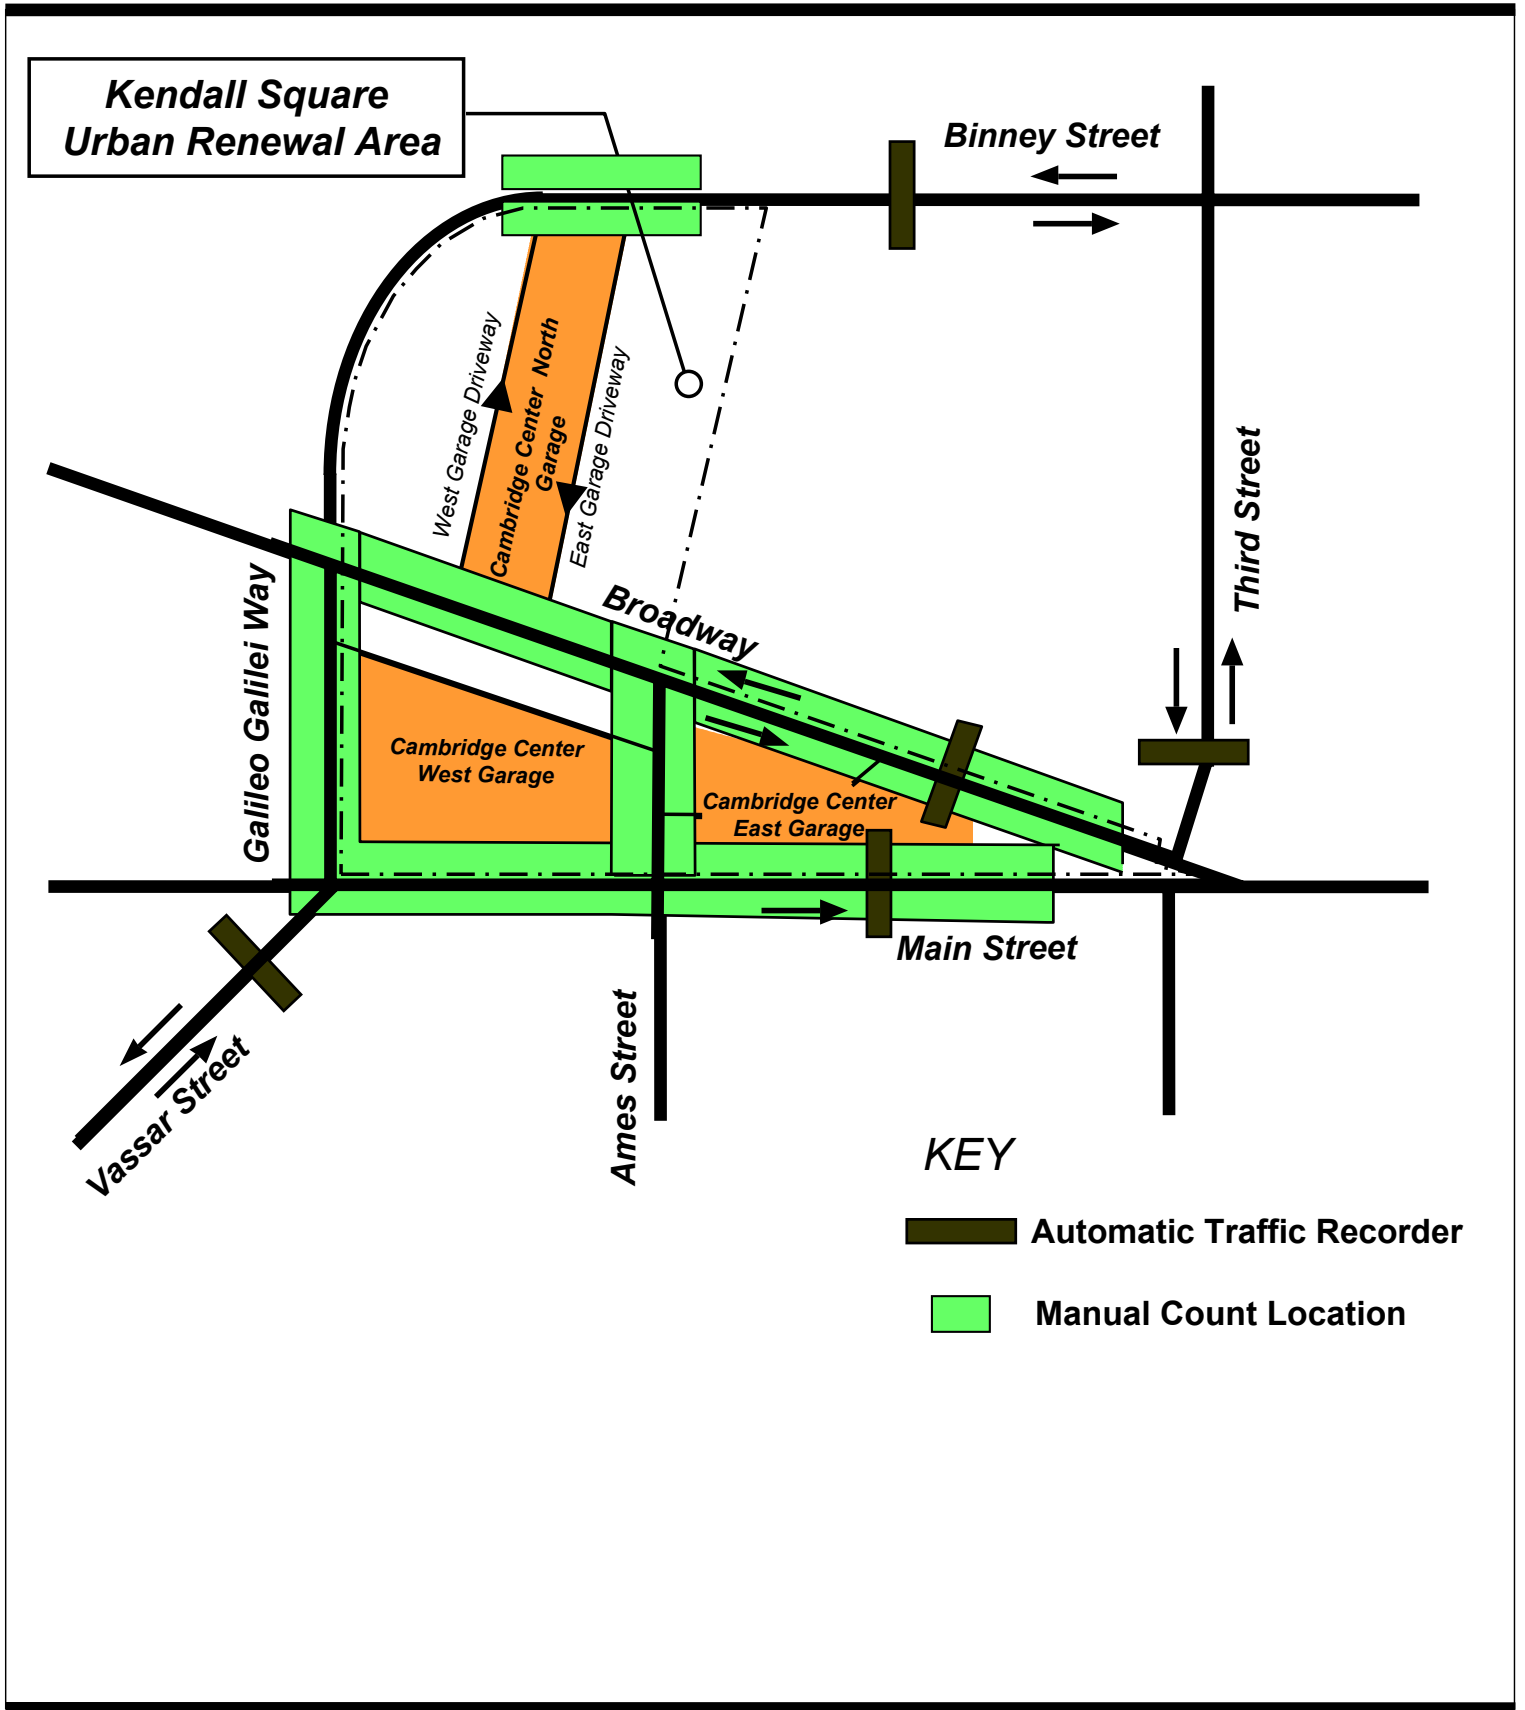 Kendall Square
Urban Renewal Area
Binney Street
West Garage Driveway
Cambridge Center North
Garage
East Garage Driveway
Third Street
Galileo Galilei Way
Broadway
Cambridge Center
West Garage
Cambridge Center
East Garage
Main Street
Vassar Street
Ames Street
KEY
Automatic Traffic Recorder
Manual Count Location